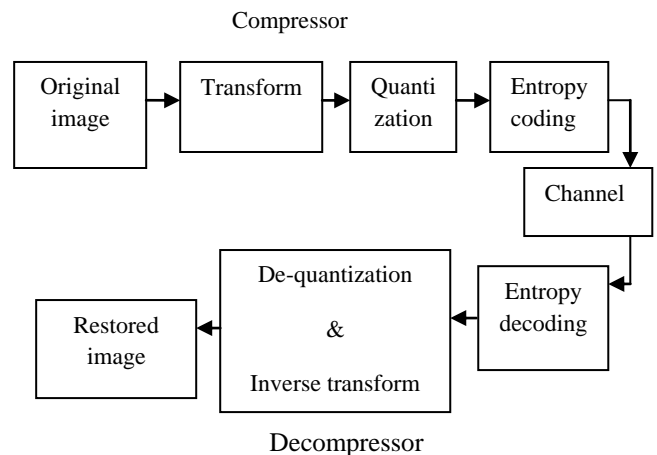 Compressor
Original
image
Transform
Quanti
zation
Entropy
coding
Channel
De-quantization
&
Inverse transform
Entropy
decoding
Restored
image
Decompressor